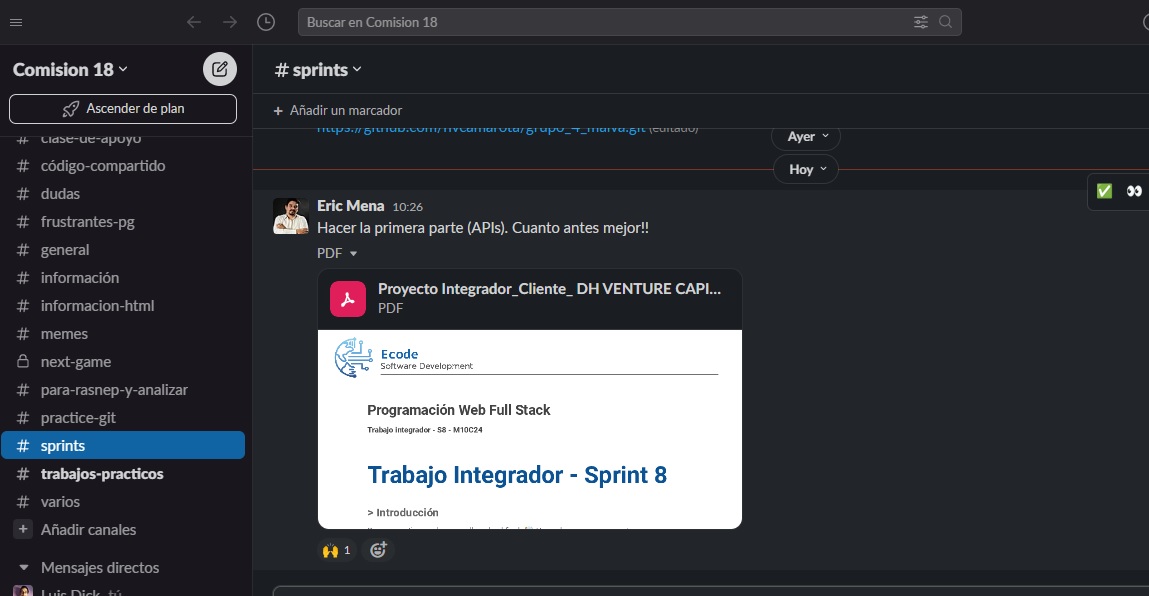 Buscar en Comision 18
Comision 18
Ascender de plan
clase-de-apoyo
código-compartido
dudas
frustrantes-pg
general
información
informacion-html
memes
next-game
para-rasnep-y-analizar
practice-git
sprints
trabajos-practicos
varios
+ Añadir canales
Mensajes directos
Luis Dick tú
# sprints
+ Añadir un marcador
https://github.com/nvcamarota/grupo_4_malva.git (editado)
Ayer
Hoy
Eric Mena 10:26
Hacer la primera parte (APIs). Cuanto antes mejor!!
PDF
Proyecto Integrador_Cliente_ DH VENTURE CAPI...
PDF
Ecode
Software Development
Programación Web Full Stack
Trabajo integrador - S8 - M10C24
Trabajo Integrador - Sprint 8
> Introducción
1